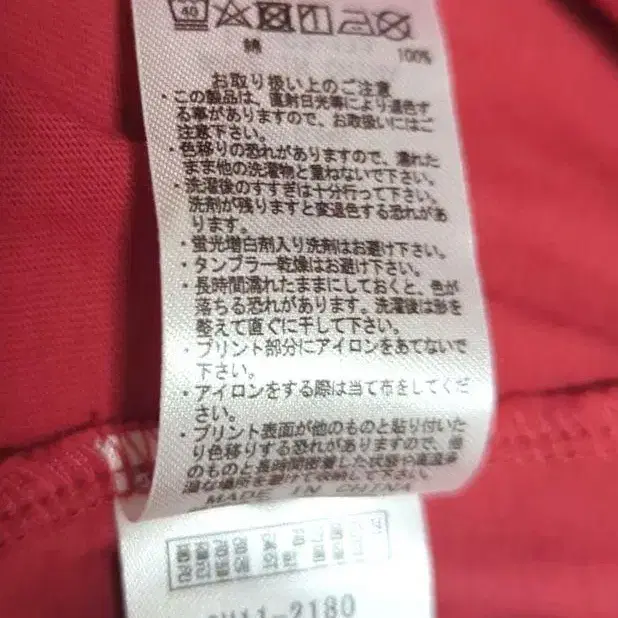 40
綿 100%
お取り扱い上のご注意
・この製品は、直射日光等により退色す
る事がありますので、お取扱いにはご
注意下さい。
・色移りの恐れがありますので、濡れた
まま他の洗濯物と重ねないで下さい。
・洗濯後のすすぎは十分行って下さい。
洗剤が残りますと変退色する恐れがあ
ります。
・蛍光増白剤入り洗剤はお避け下さい。
・タンブラー乾燥はお避け下さい。
・長時間濡れたままにしておくと、色が
落ちる恐れがあります。洗濯後は形を
整えて直ぐに干して下さい。
・プリント部分にアイロンをあてないで
下さい。
・アイロンをする際は当て布をしてくだ
さい。
・プリント表面が他のものと貼り付いた
り色移りする恐れがありますので、他
のものと長時間密着した状態や高温多
湿な場所を避けて収納して下さい
MADE IN CHINA
-2180